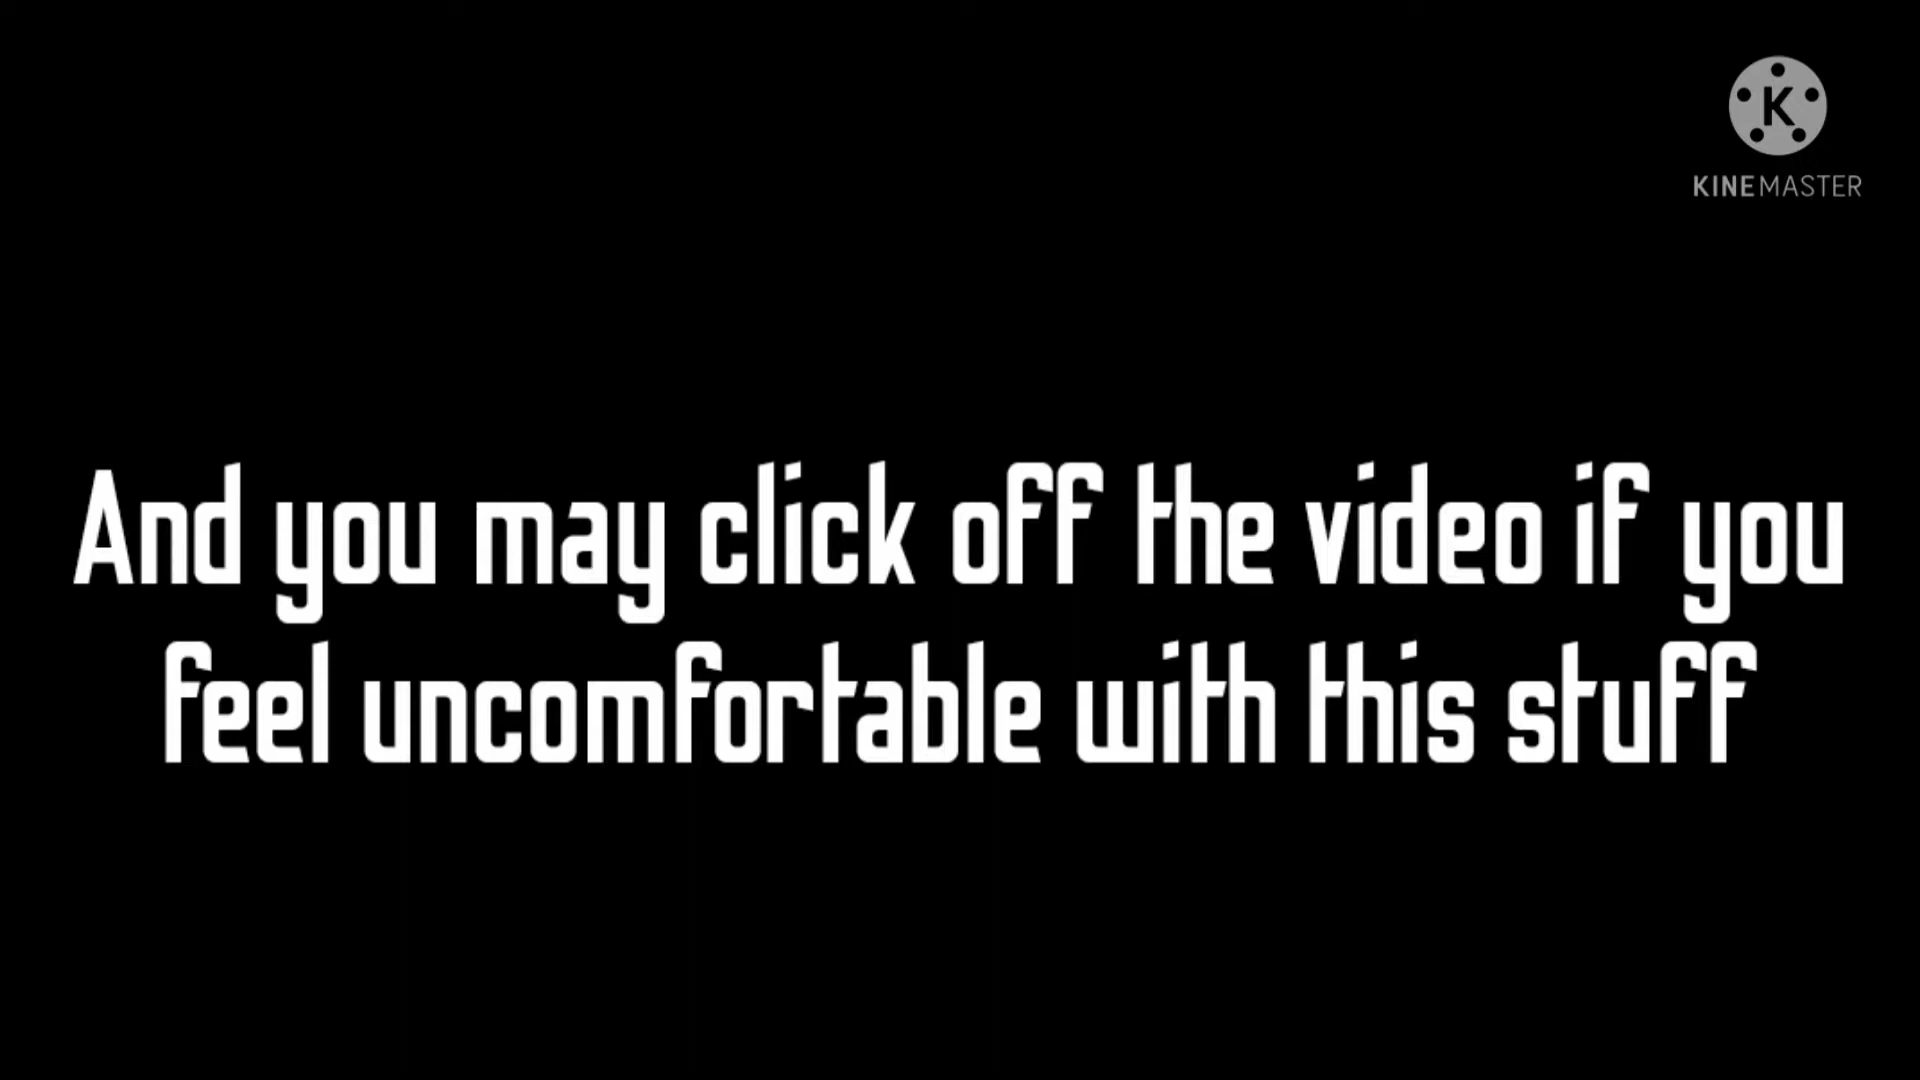 K
KINEMASTER
And you may click off the video if you
feel uncomfortable with this stuff